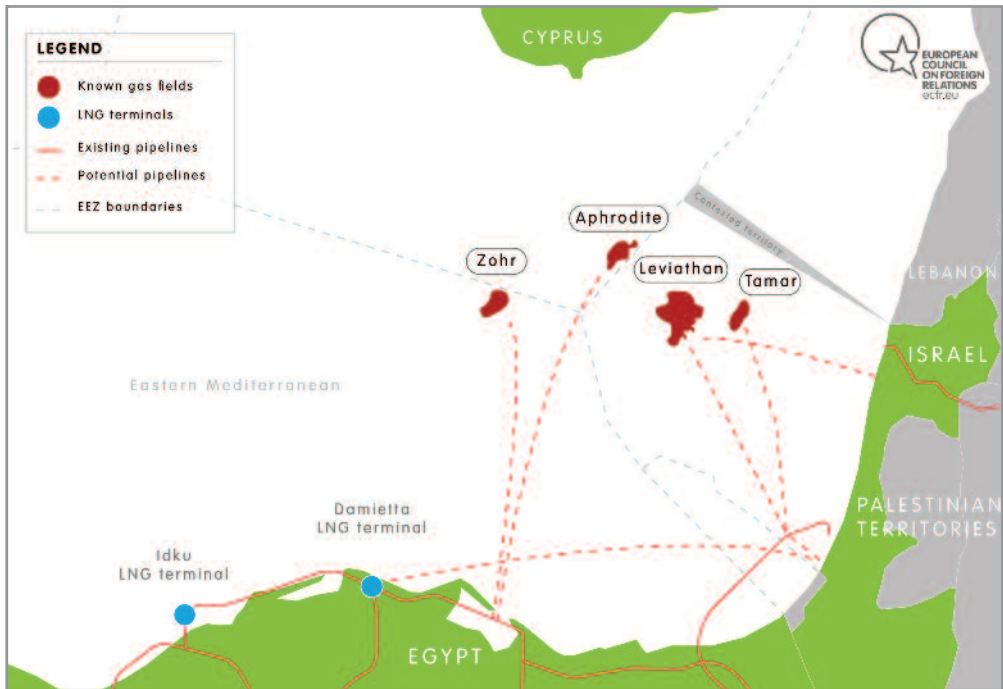 CYPRUS
EUROPEAN
COUNCIL
ON FOREIGN
RELATIONS
ecfr.eu
LEGEND
Known gas fields
LNG terminals
Existing pipelines
Potential pipelines
EEZ boundaries
Contested territory
Aphrodite
Zohr
Leviathan
Tamar
LEBANON
ISRAEL
Eastern Mediterranean
Damietta
LNG terminal
PALESTINIAN
TERRITORIES
Idku
LNG terminal
EGYPT